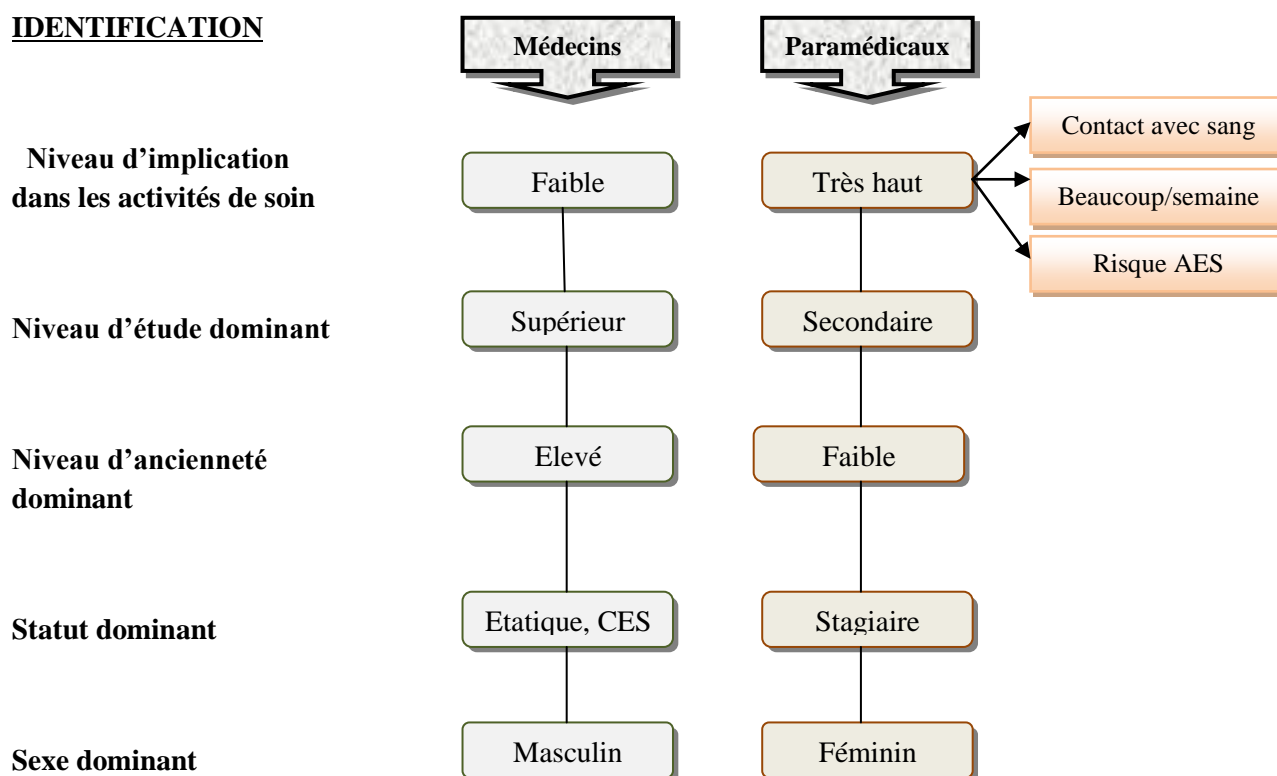 IDENTIFICATION
Médecins
Paramédicaux
Contact avec sang
Niveau d’implication
dans les activités de soin
Faible
Très haut
Beaucoup/semaine
Risque AES
Niveau d’étude dominant
Supérieur
Secondaire
Niveau d’ancienneté
dominant
Elevé
Faible
Statut dominant
Etatique, CES
Stagiaire
Sexe dominant
Masculin
Féminin